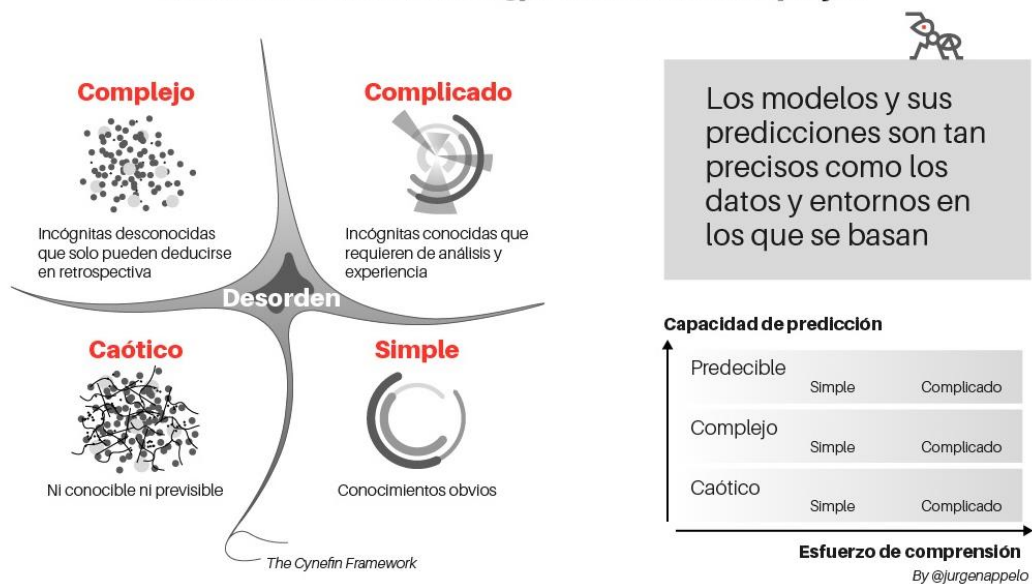 Complejo
Incógnitas desconocidas
que solo pueden deducirse
en retrospectiva
Complicado
Incógnitas conocidas que
requieren de análisis y
experiencia
Desorden
Caótico
Ni conocible ni previsible
Simple
Conocimientos obvios
The Cynefin Framework
Los modelos y sus
predicciones son tan
precisos como los
datos y entornos en
los que se basan
Capacidad de predicción
Predecible
Simple Complicado
Complejo
Simple Complicado
Caótico
Simple Complicado
Esfuerzo de comprensión
By @jurgenappelo